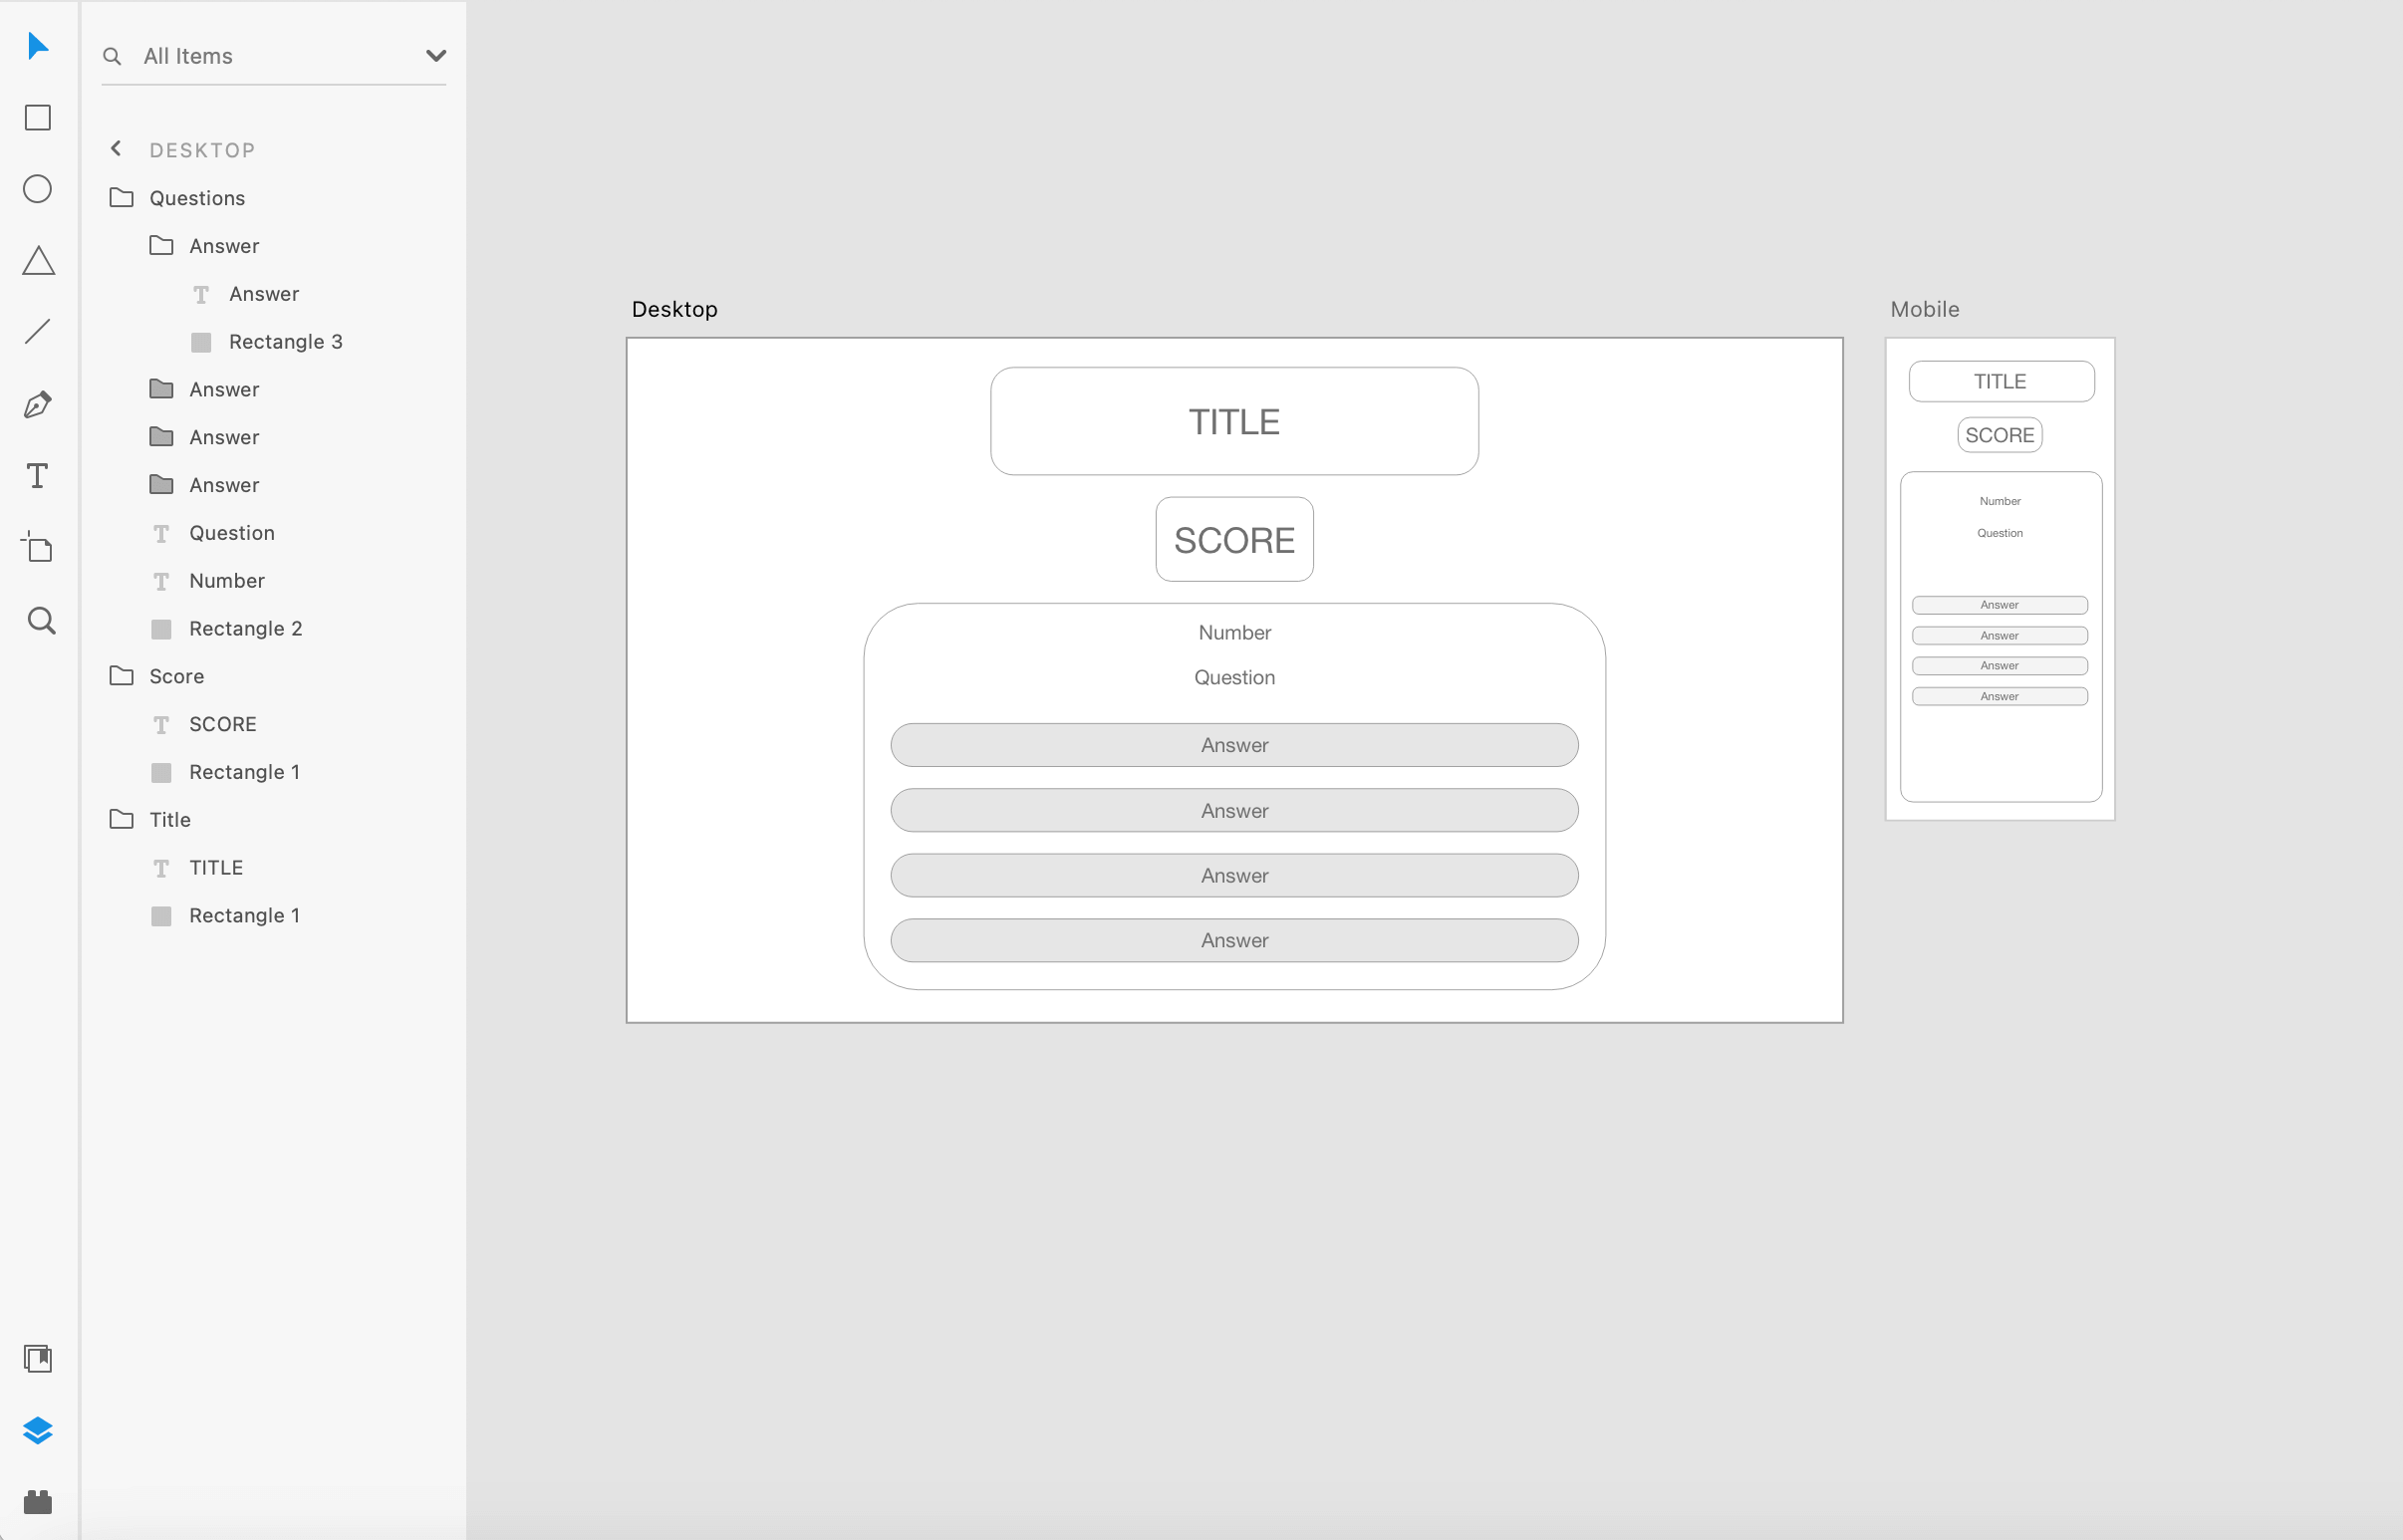 All Items
DESKTOP
Questions
Answer
Answer
Rectangle 3
Answer
Answer
Answer
Question
Number
Rectangle 2
Score
SCORE
Rectangle 1
Title
TITLE
Rectangle 1
Desktop
TITLE
SCORE
Number
Question
Answer
Answer
Answer
Answer
Mobile
TITLE
SCORE
Number
Question
Answer
Answer
Answer
Answer